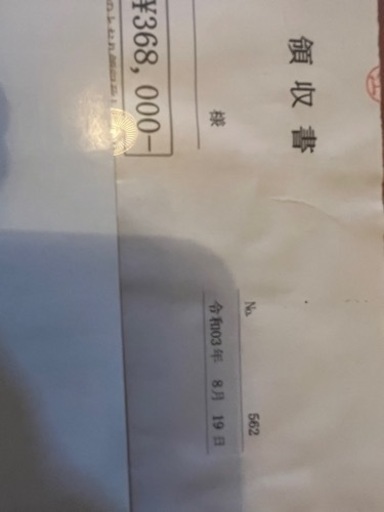 領収書
No. 562
令和03年 8月 19日
様
¥368,000-